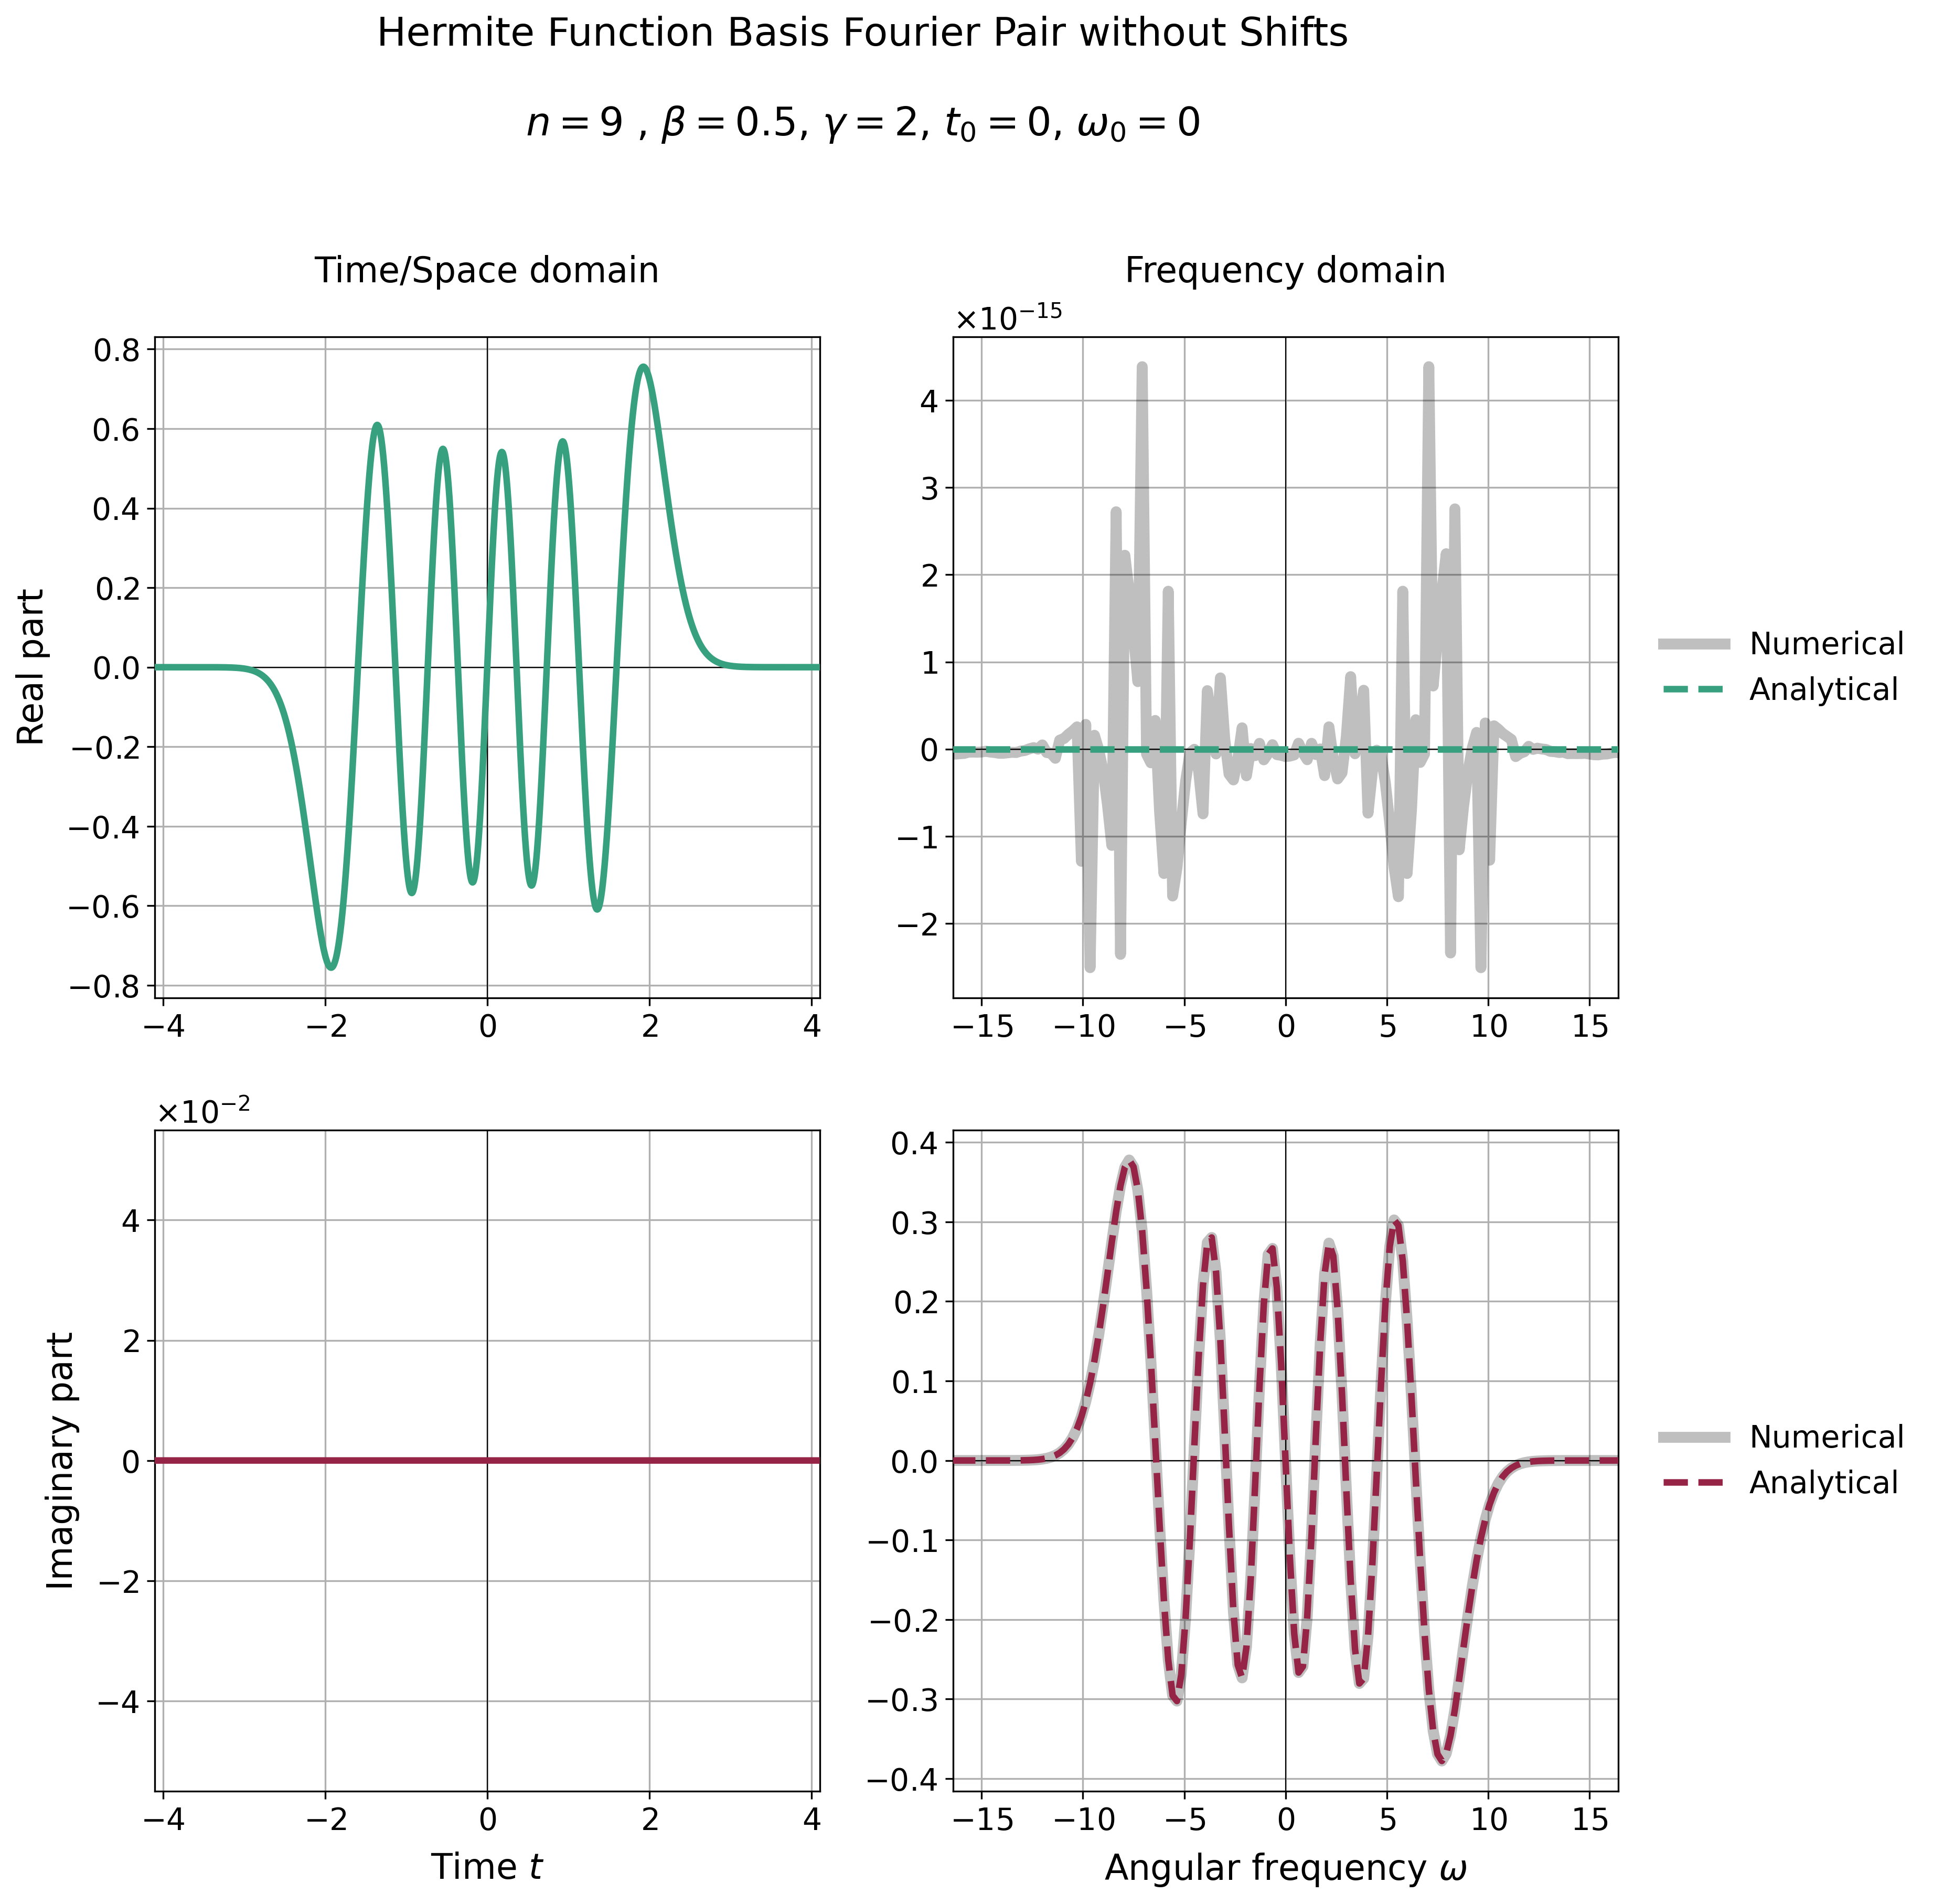 Hermite Function Basis Fourier Pair without Shifts
n = 9 , β = 0.5, γ = 2, t₀ = 0, ω₀ = 0
Time/Space domain
Frequency domain
Real part
0.8
0.6
0.4
0.2
0.0
−0.2
−0.4
−0.6
−0.8
−4 −2 0 2 4
×10⁻¹⁵
4
3
2
1
0
−1
−2
−15 −10 −5 0 5 10 15
Numerical
Analytical
Imaginary part
×10⁻²
4
2
0
−2
−4
−4 −2 0 2 4
Time t
0.4
0.3
0.2
0.1
0.0
−0.1
−0.2
−0.3
−0.4
−15 −10 −5 0 5 10 15
Angular frequency ω
Numerical
Analytical